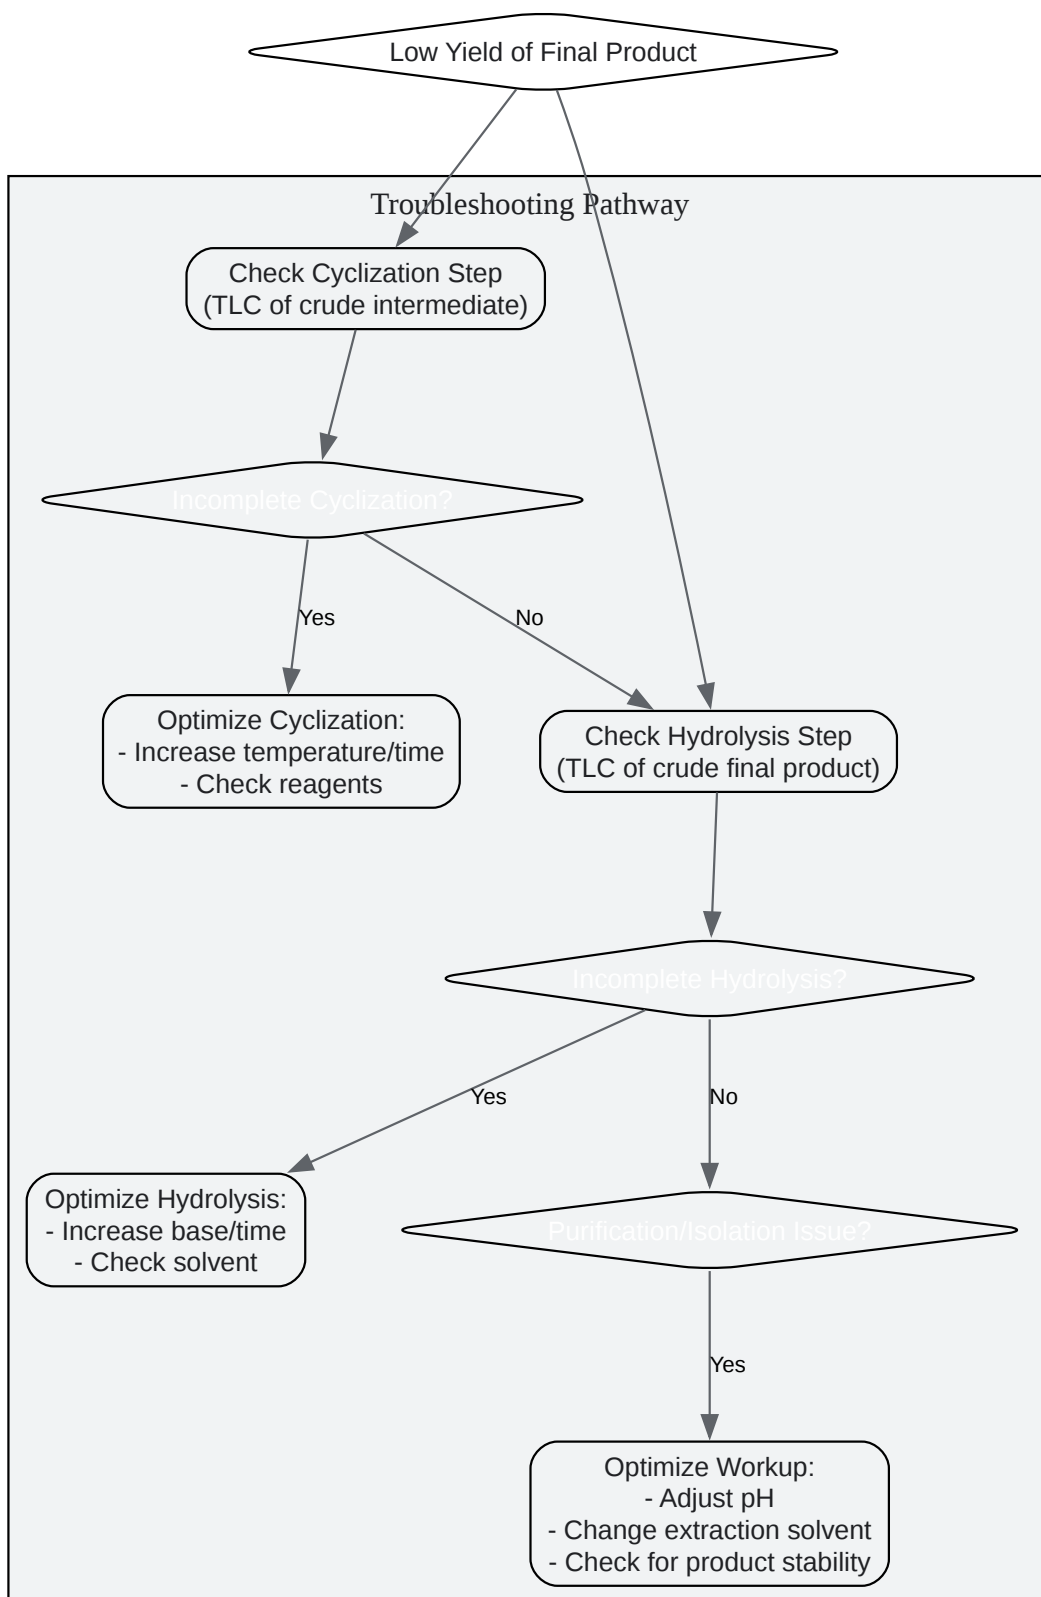 Low Yield of Final Product
Troubleshooting Pathway
Check Cyclization Step
(TLC of crude intermediate)
Incomplete Cyclization?
Yes
No
Optimize Cyclization:
- Increase temperature/time
- Check reagents
Check Hydrolysis Step
(TLC of crude final product)
Incomplete Hydrolysis?
Yes
No
Optimize Hydrolysis:
- Increase base/time
- Check solvent
Purification/Isolation Issue?
Yes
Optimize Workup:
- Adjust pH
- Change extraction solvent
- Check for product stability